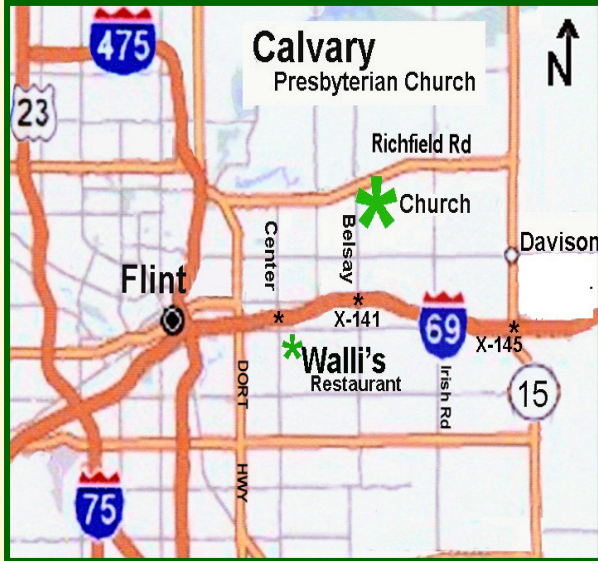 475
Calvary
Presbyterian Church
N
23
Richfield Rd
Church
Center
Belsay
Davison
Flint
X-141
69
X-145
Walli's
Restaurant
DORT
HWY
Irish Rd
15
75